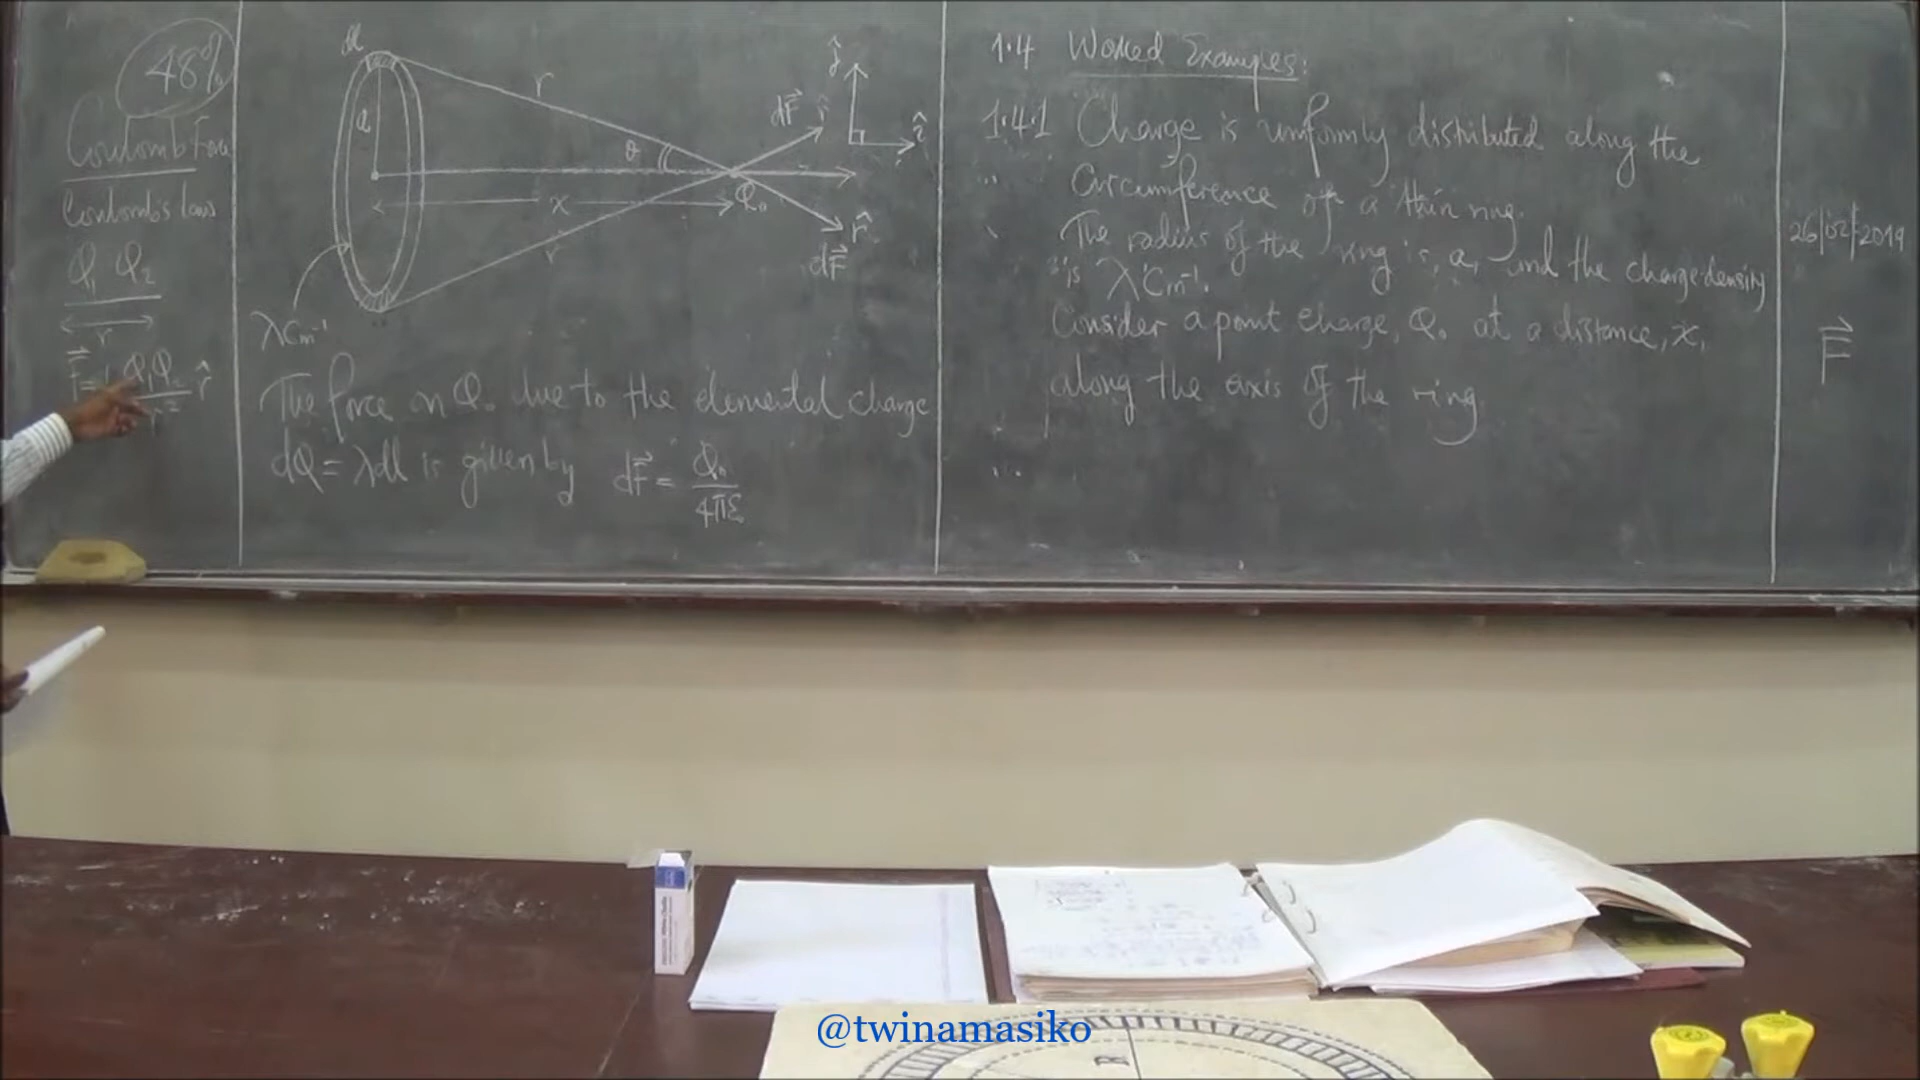 48%
Coulomb Force
Coulomb's law
Q₁ Q₂
r
dl
a
r
θ
x
Q₀
r
dF⃗ r̂
ĵ
î
r̂
dF⃗
λCm⁻¹
The force on Q₀ due to the elemental charge
dQ = λdl is given by dF⃗ = Q₀/4πε₀
1.4 Worked Examples:
1.4.1 Charge is uniformly distributed along the
circumference of a thin ring.
The radius of the ring is, a, and the charge density
is λCm⁻¹.
Consider a point charge, Q₀ at a distance, x,
along the axis of the ring.
26/02/2019
F⃗
@twinamasiko